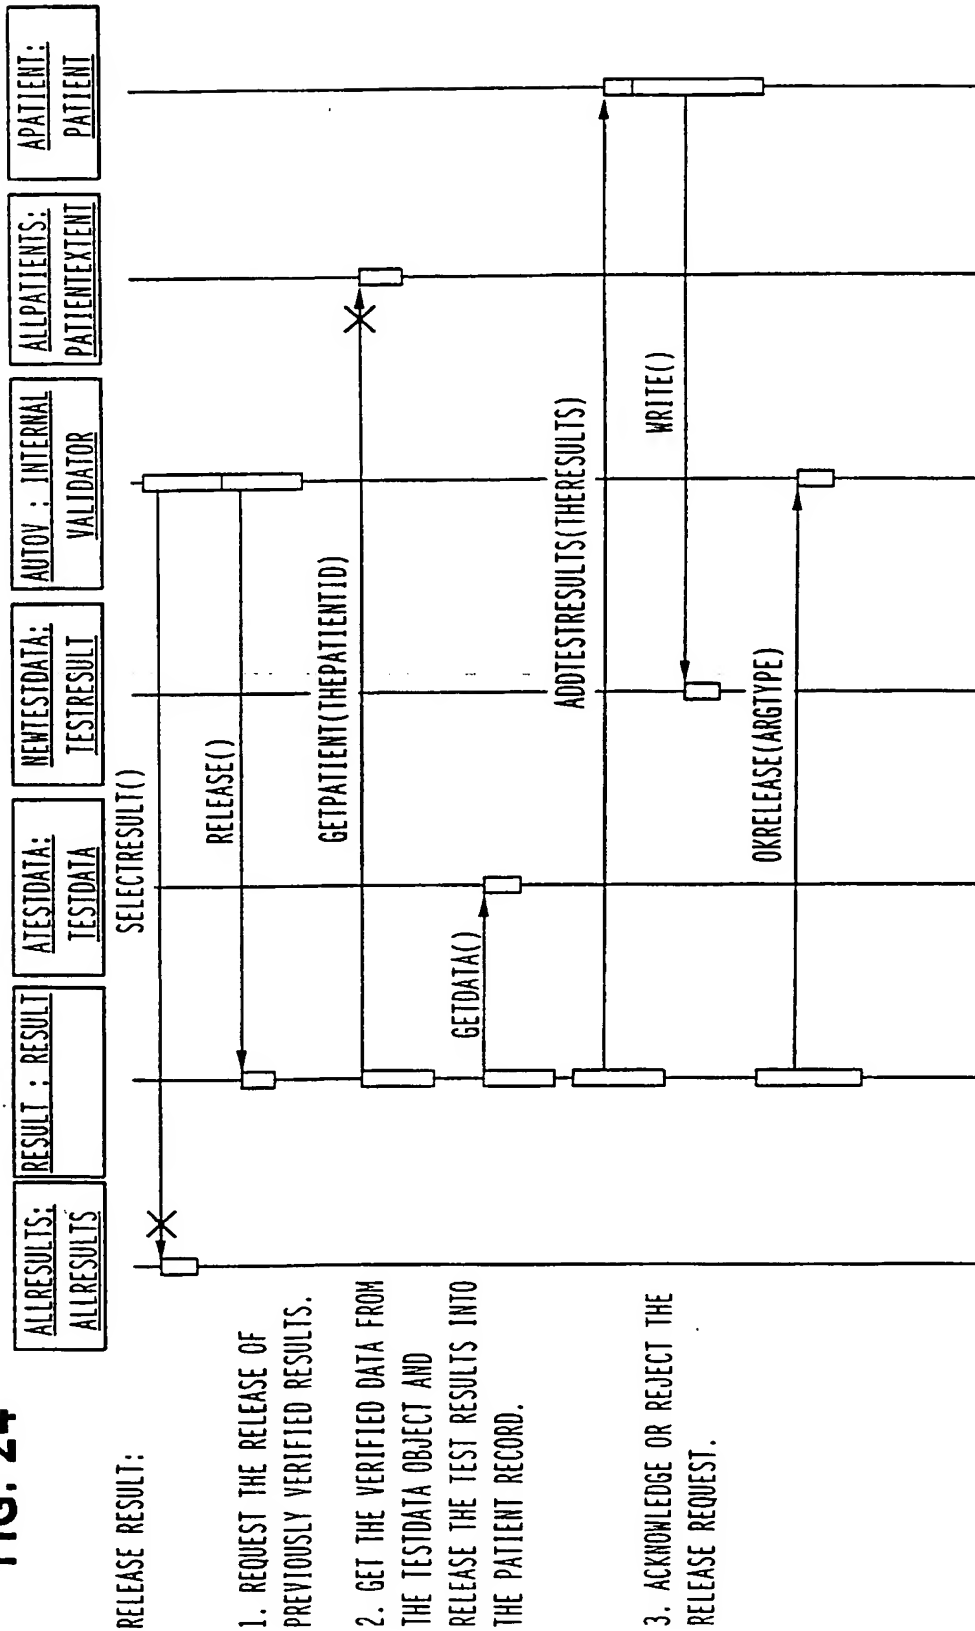 FIG. 24
RELEASE RESULT:
1. REQUEST THE RELEASE OF
PREVIOUSLY VERIFIED RESULTS.
2. GET THE VERIFIED DATA FROM
THE TESTDATA OBJECT AND
RELEASE THE TEST RESULTS INTO
THE PATIENT RECORD.
3. ACKNOWLEDGE OR REJECT THE
RELEASE REQUEST.
ALLRESULTS:
ALLRESULTS
RESULT : RESULT
ATESTDATA:
TESTDATA
NEWTESTDATA:
TESTRESULT
AUTOV : INTERNAL
VALIDATOR
ALLPATIENTS:
PATIENTEXTENT
APATIENT:
PATIENT
SELECTRESULT()
RELEASE()
GETPATIENT(THEPATIENTID)
GETDATA()
ADDTESTRESULTS(THERESULTS)
WRITE()
OKRELEASE(ARGTYPE)